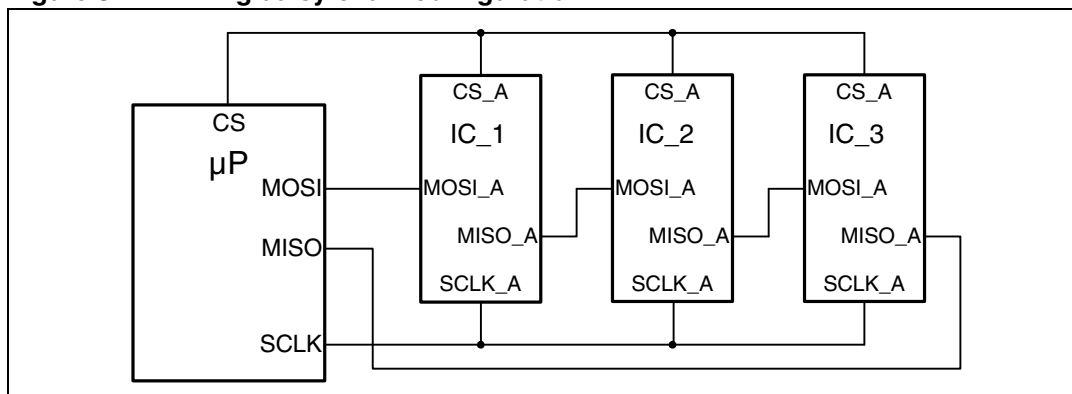 CS
µP
MOSI
MISO
SCLK
CS_A
IC_1
MOSI_A
MISO_A
SCLK_A
CS_A
IC_2
MOSI_A
MISO_A
SCLK_A
CS_A
IC_3
MOSI_A
MISO_A
SCLK_A